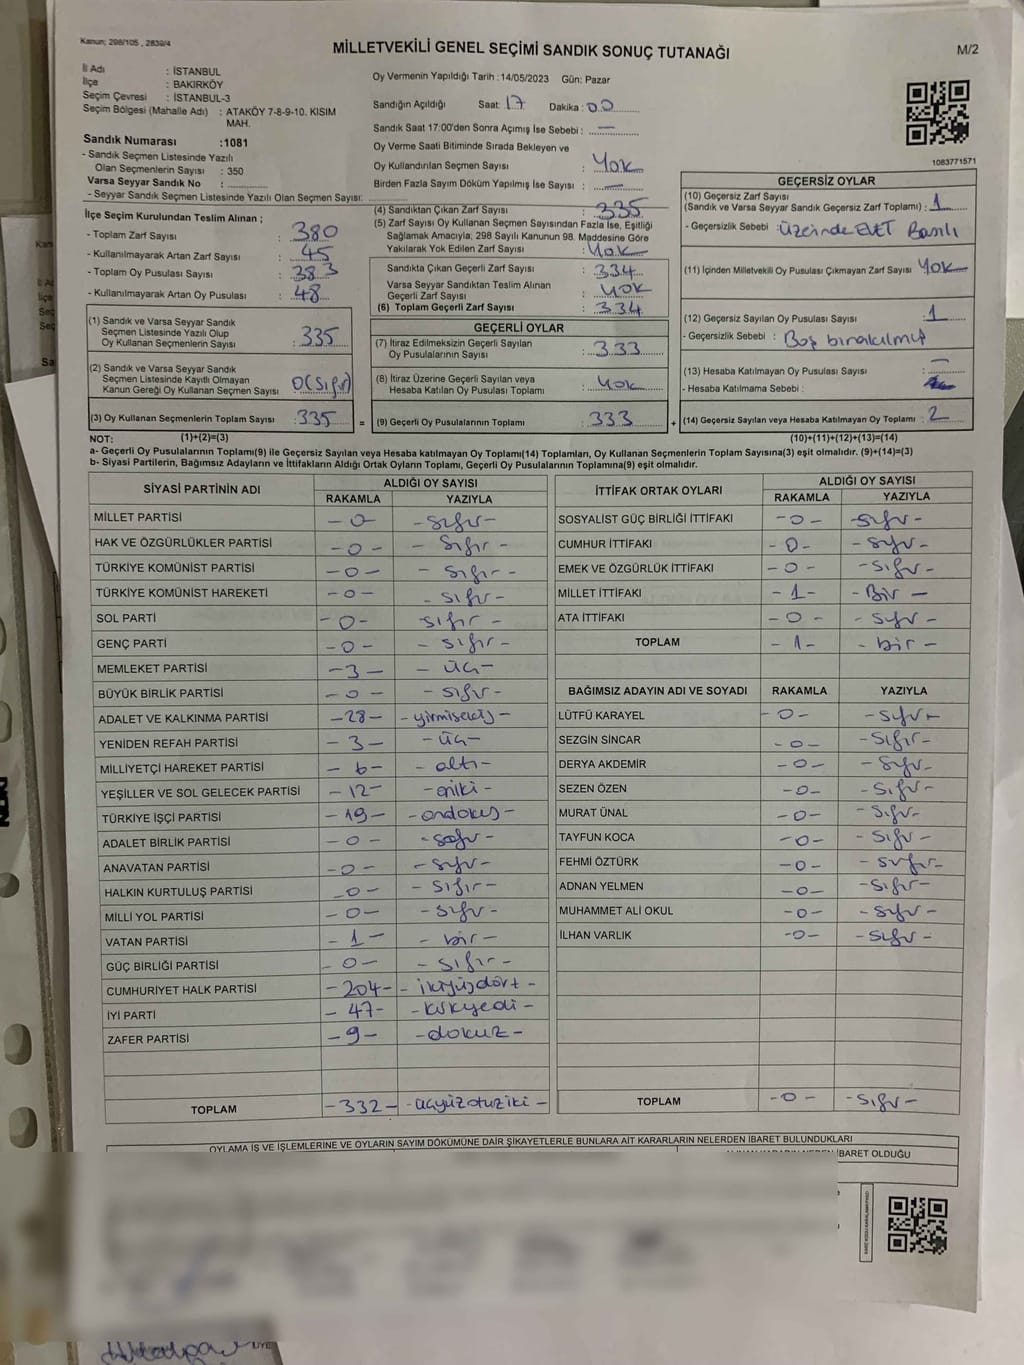 Kanun; 298/105 , 2839/4
MİLLETVEKİLİ GENEL SEÇİMİ SANDIK SONUÇ TUTANAĞI
M/2
İl Adı : İSTANBUL
İlçe : BAKIRKÖY
Seçim Çevresi : İSTANBUL-3
Seçim Bölgesi (Mahalle Adı) : ATAKÖY 7-8-9-10. KISIM
MAH.
Sandık Numarası :1081
- Sandık Seçmen Listesinde Yazılı
Olan Seçmenlerin Sayısı : 350
Varsa Seyyar Sandık No :
- Seyyar Sandık Seçmen Listesinde Yazılı Olan Seçmen Sayısı:
Oy Vermenin Yapıldığı Tarih :14/05/2023 Gün: Pazar
Sandığın Açıldığı Saat: 17 Dakika: 00
Sandık Saat 17:00'den Sonra Açımış İse Sebebi : —
Oy Verme Saati Bitiminde Sırada Bekleyen ve
Oy Kullandırılan Seçmen Sayısı : Yok
Birden Fazla Sayım Döküm Yapılmış İse Sayısı : —
1083771571
İlçe Seçim Kurulundan Teslim Alınan ;
- Toplam Zarf Sayısı : 380
- Kullanılmayarak Artan Zarf Sayısı : 45
- Toplam Oy Pusulası Sayısı : 383
- Kullanılmayarak Artan Oy Pusulası : 48
(1) Sandık ve Varsa Seyyar Sandık
Seçmen Listesinde Yazılı Olup
Oy Kullanan Seçmenlerin Sayısı : 335
(2) Sandık ve Varsa Seyyar Sandık
Seçmen Listesinde Kayıtlı Olmayan
Kanun Gereği Oy Kullanan Seçmen Sayısı : 0(Sıfır)
(3) Oy Kullanan Seçmenlerin Toplam Sayısı : 335 =
(4) Sandıktan Çıkan Zarf Sayısı : 335
(5) Zarf Sayısı Oy Kullanan Seçmen Sayısından Fazla İse, Eşitliği
Sağlamak Amacıyla; 298 Sayılı Kanunun 98. Maddesine Göre
Yakılarak Yok Edilen Zarf Sayısı : Yok
Sandıkta Çıkan Geçerli Zarf Sayısı : 334
Varsa Seyyar Sandıktan Teslim Alınan
Geçerli Zarf Sayısı : Yok
(6) Toplam Geçerli Zarf Sayısı : 334
GEÇERLİ OYLAR
(7) İtiraz Edilmeksizin Geçerli Sayılan
Oy Pusulalarının Sayısı : 333
(8) İtiraz Üzerine Geçerli Sayılan veya
Hesaba Katılan Oy Pusulası Toplamı : Yok
(9) Geçerli Oy Pusulalarının Toplamı : 333 +
GEÇERSİZ OYLAR
(10) Geçersiz Zarf Sayısı
(Sandık ve Varsa Seyyar Sandık Geçersiz Zarf Toplamı) : 1
- Geçersizlik Sebebi : Üzerinde EVET Basılı
(11) İçinden Milletvekili Oy Pusulası Çıkmayan Zarf Sayısı Yok
(12) Geçersiz Sayılan Oy Pusulası Sayısı : 1
- Geçersizlik Sebebi : Boş bırakılmış
(13) Hesaba Katılmayan Oy Pusulası Sayısı : —
- Hesaba Katılmama Sebebi :
(14) Geçersiz Sayılan veya Hesaba Katılmayan Oy Toplamı : 2
NOT: (1)+(2)=(3) (10)+(11)+(12)+(13)=(14)
a- Geçerli Oy Pusulalarının Toplamı(9) ile Geçersiz Sayılan veya Hesaba katılmayan Oy Toplamı(14) Toplamları, Oy Kullanan Seçmenlerin Toplam Sayısına(3) eşit olmalıdır. (9)+(14)=(3)
b- Siyasi Partilerin, Bağımsız Adayların ve İttifakların Aldığı Ortak Oyların Toplamı, Geçerli Oy Pusulalarının Toplamına(9) eşit olmalıdır.
SİYASİ PARTİNİN ADI ALDIĞI OY SAYISI
RAKAMLA YAZIYLA
MİLLET PARTİSİ -0- -Sıfır-
HAK VE ÖZGÜRLÜKLER PARTİSİ -0- -Sıfır-
TÜRKİYE KOMÜNİST PARTİSİ -0- -Sıfır-
TÜRKİYE KOMÜNİST HAREKETİ -0- -Sıfır-
SOL PARTİ -0- Sıfır-
GENÇ PARTİ -0- -Sıfır-
MEMLEKET PARTİSİ -3- -üç-
BÜYÜK BİRLİK PARTİSİ -0- -Sıfır-
ADALET VE KALKINMA PARTİSİ -28- -yirmisekiz-
YENİDEN REFAH PARTİSİ -3- -üç-
MİLLİYETÇİ HAREKET PARTİSİ -6- -altı-
YEŞİLLER VE SOL GELECEK PARTİSİ -12- -oniki-
TÜRKİYE İŞÇİ PARTİSİ -19- -ondokuz-
ADALET BİRLİK PARTİSİ -0- -Sıfır-
ANAVATAN PARTİSİ -0- -Sıfır-
HALKIN KURTULUŞ PARTİSİ -0- -Sıfır-
MİLLİ YOL PARTİSİ -0- -Sıfır-
VATAN PARTİSİ -1- -bir-
GÜÇ BİRLİĞİ PARTİSİ -0- -Sıfır-
CUMHURİYET HALK PARTİSİ -204- -ikiyüzdört-
İYİ PARTİ -47- -kırkyedi-
ZAFER PARTİSİ -9- -dokuz-
TOPLAM -332- -üçyüzotuziki-
İTTİFAK ORTAK OYLARI ALDIĞI OY SAYISI
RAKAMLA YAZIYLA
SOSYALİST GÜÇ BİRLİĞİ İTTİFAKI -0- -Sıfır-
CUMHUR İTTİFAKI -0- -Sıfır-
EMEK VE ÖZGÜRLÜK İTTİFAKI -0- -Sıfır-
MİLLET İTTİFAKI -1- -Bir-
ATA İTTİFAKI -0- -Sıfır-
TOPLAM -1- -bir-
BAĞIMSIZ ADAYIN ADI VE SOYADI RAKAMLA YAZIYLA
LÜTFÜ KARAYEL -0- -Sıfır-
SEZGİN SİNCAR -0- -Sıfır-
DERYA AKDEMİR -0- -Sıfır-
SEZEN ÖZEN -0- -Sıfır-
MURAT ÜNAL -0- -Sıfır-
TAYFUN KOCA -0- -Sıfır-
FEHMİ ÖZTÜRK -0- -Sıfır-
ADNAN YELMEN -0- -Sıfır-
MUHAMMET ALİ OKUL -0- -Sıfır-
İLHAN VARLIK -0- -Sıfır-
TOPLAM -0- -Sıfır-
OYLAMA İŞ VE İŞLEMLERİNE VE OYLARIN SAYIM DÖKÜMÜNE DAİR ŞİKAYETLERLE BUNLARA AİT KARARLARIN NELERDEN İBARET BULUNDUKLARI
İBARET OLDUĞU
ÜYE